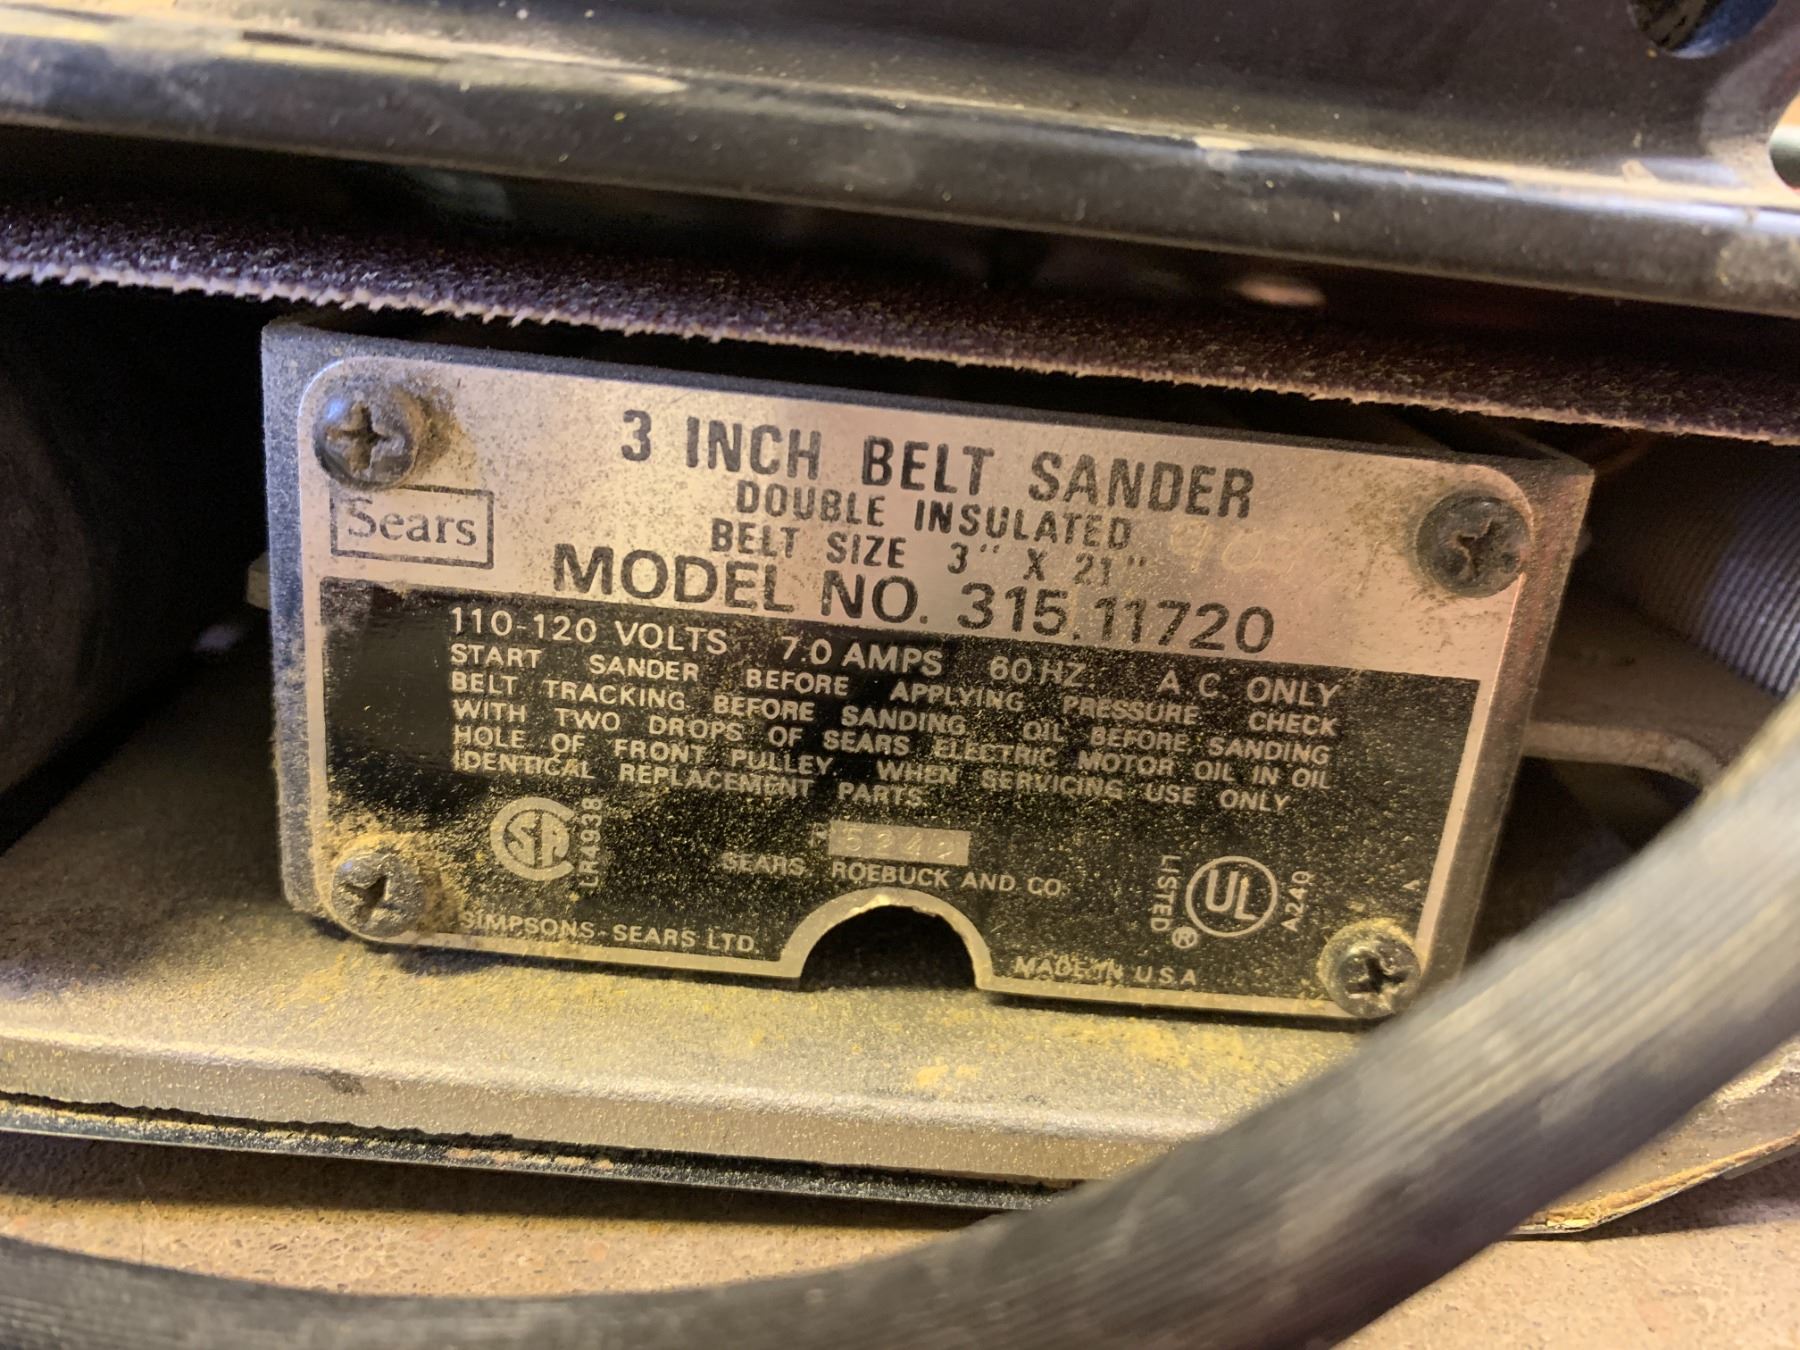 3 INCH BELT SANDER
DOUBLE INSULATED
BELT SIZE 3" X 21"
Sears
MODEL NO. 315.11720
110-120 VOLTS 7.0 AMPS 60 HZ A C ONLY
START SANDER BEFORE APPLYING PRESSURE CHECK
BELT TRACKING BEFORE SANDING OIL BEFORE SANDING
WITH TWO DROPS OF SEARS ELECTRIC MOTOR OIL IN OIL
HOLE OF FRONT PULLEY. WHEN SERVICING USE ONLY
IDENTICAL REPLACEMENT PARTS.
SA LR44938
SEARS, ROEBUCK AND CO.
LISTED UL ® A240
SIMPSONS-SEARS LTD.
MADE IN U.S.A